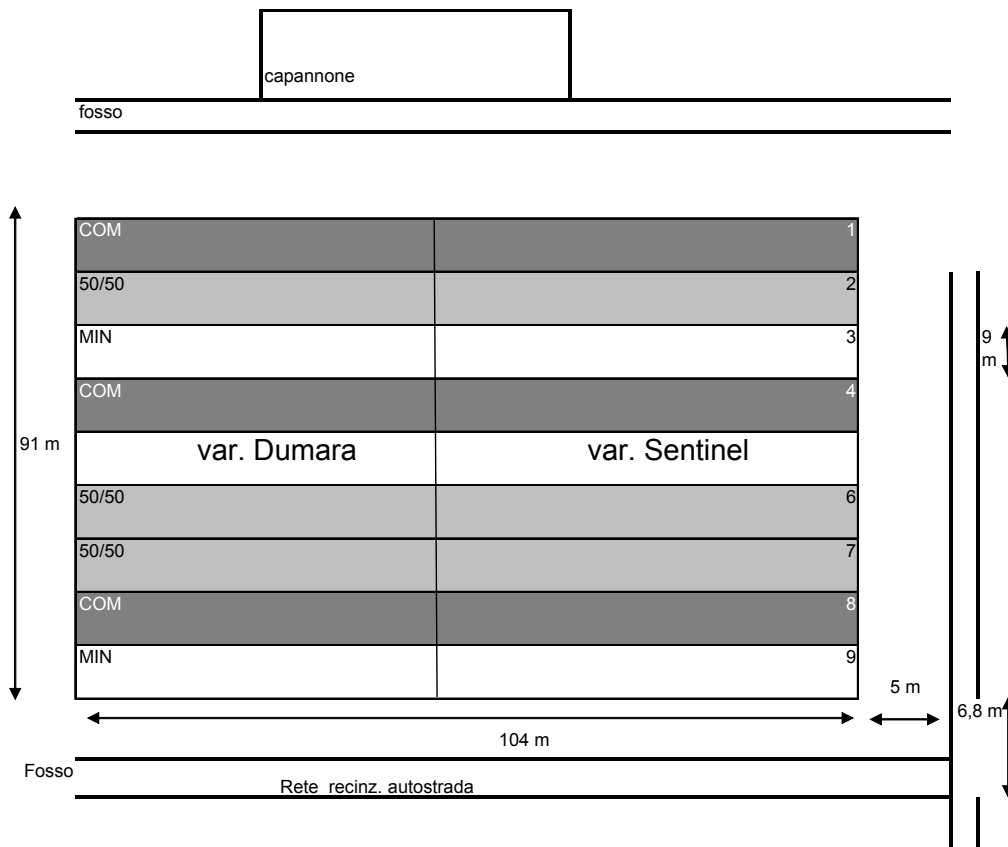 capannone
fosso
COM 1
50/50 2
MIN 3
9 m
COM 4
91 m
var. Dumara var. Sentinel
50/50 6
50/50 7
COM 8
MIN 9
5 m
6,8 m
104 m
Fosso
Rete recinz. autostrada